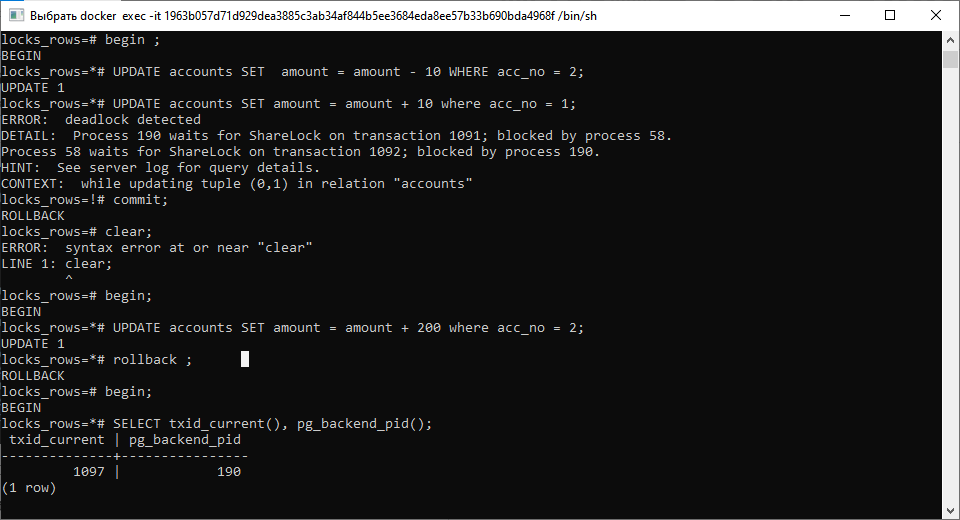 Выбрать docker  exec -it 1963b057d71d929dea3885c3ab34af844b5ee3684eda8ee57b33b690bda4968f /bin/sh
locks_rows=# begin ;
BEGIN
locks_rows=*# UPDATE accounts SET  amount = amount - 10 WHERE acc_no = 2;
UPDATE 1
locks_rows=*# UPDATE accounts SET amount = amount + 10 where acc_no = 1;
ERROR:  deadlock detected
DETAIL:  Process 190 waits for ShareLock on transaction 1091; blocked by process 58.
Process 58 waits for ShareLock on transaction 1092; blocked by process 190.
HINT:  See server log for query details.
CONTEXT:  while updating tuple (0,1) in relation "accounts"
locks_rows=!# commit;
ROLLBACK
locks_rows=# clear;
ERROR:  syntax error at or near "clear"
LINE 1: clear;
        ^
locks_rows=# begin;
BEGIN
locks_rows=*# UPDATE accounts SET amount = amount + 200 where acc_no = 2;
UPDATE 1
locks_rows=*# rollback ;
ROLLBACK
locks_rows=# begin;
BEGIN
locks_rows=*# SELECT txid_current(), pg_backend_pid();
 txid_current | pg_backend_pid
--------------+----------------
         1097 |            190
(1 row)